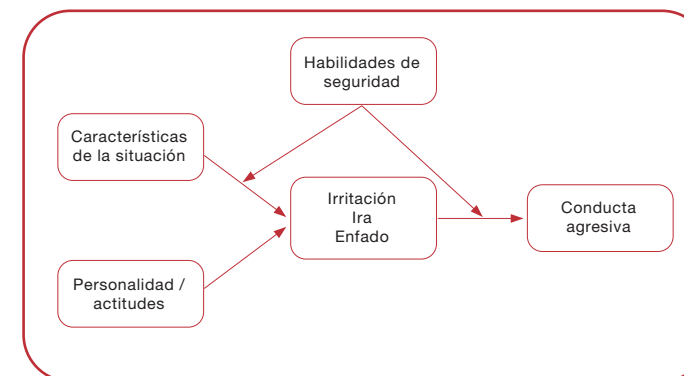 Habilidades de
seguridad
Características
de la situación
Irritación
Ira
Enfado
Conducta
agresiva
Personalidad /
actitudes